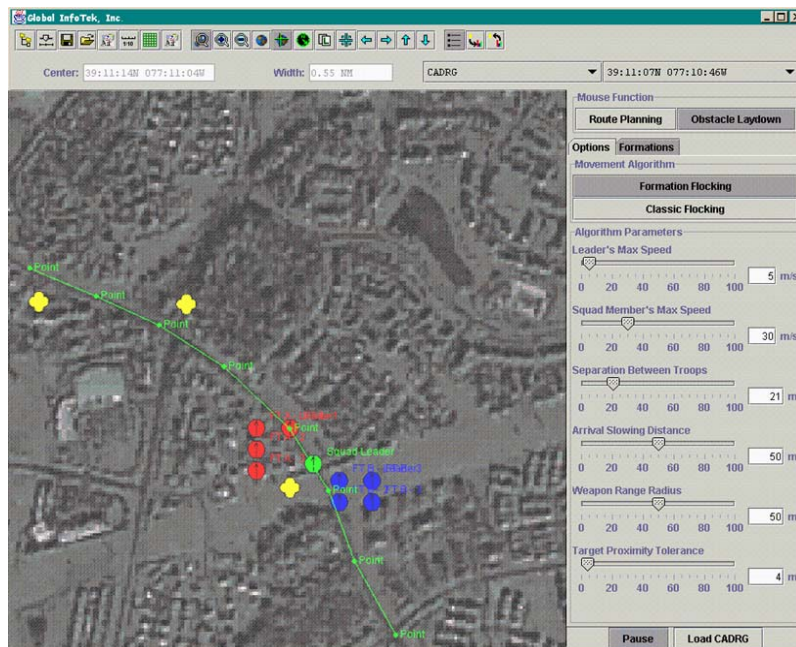 Global InfoTek, Inc.
1:10
Center: 39:11:14N 077:11:04W Width: 0.55 NM CADRG 39:11:07N 077:10:46W
Mouse Function
Route Planning Obstacle Laydown
Options Formations
Movement Algorithm
Formation Flocking
Classic Flocking
Algorithm Parameters
Leader's Max Speed
5 m/s
0 20 40 60 80 100
Squad Member's Max Speed
30 m/s
0 20 40 60 80 100
Separation Between Troops
21 m
0 20 40 60 80 100
Arrival Slowing Distance
50 m
0 20 40 60 80 100
Weapon Range Radius
50 m
0 20 40 60 80 100
Target Proximity Tolerance
4 m
0 20 40 60 80 100
Pause Load CADRG
Point
Point
Point
Point
Point
Squad Leader
Point
Point
Point